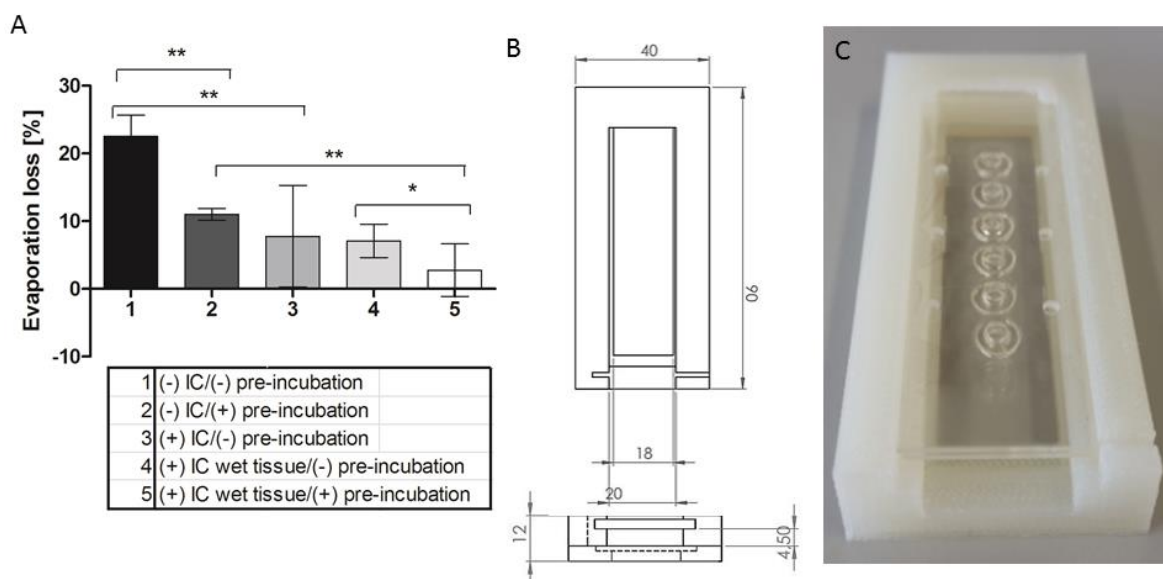 A
B
C
**
**
**
*
Evaporation loss [%]
30
20
10
0
-10
1
2
3
4
5
1 (-) IC/(-) pre-incubation
2 (-) IC/(+) pre-incubation
3 (+) IC/(-) pre-incubation
4 (+) IC wet tissue/(-) pre-incubation
5 (+) IC wet tissue/(+) pre-incubation
40
90
18
20
12
4,50